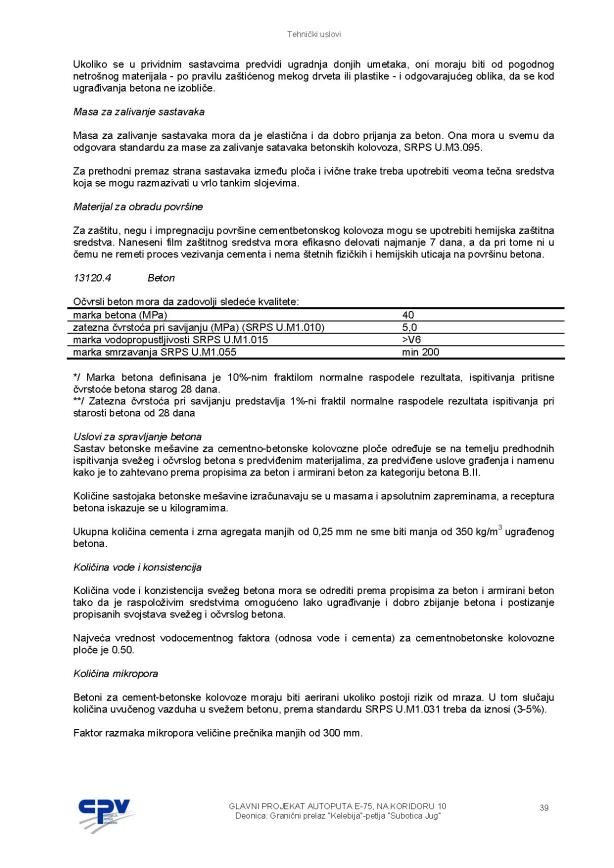 Tehnički uslovi
Ukoliko se u prividnim sastavcima predvidi ugradnja donjih umetaka, oni moraju biti od pogodnog
netrošnog materijala - po pravilu zaštićenog mekog drveta ili plastike - i odgovarajućeg oblika, da se kod
ugrađivanja betona ne izobliče.
Masa za zalivanje sastavaka
Masa za zalivanje sastavaka mora da je elastična i da dobro prijanja za beton. Ona mora u svemu da
odgovara standardu za mase za zalivanje satavaka betonskih kolovoza, SRPS U.M3.095.
Za prethodni premaz strana sastavaka između ploča i ivične trake treba upotrebiti veoma tečna sredstva
koja se mogu razmazivati u vrlo tankim slojevima.
Materijal za obradu površine
Za zaštitu, negu i impregnaciju površine cementbetonskog kolovoza mogu se upotrebiti hemijska zaštitna
sredstva. Naneseni film zaštitnog sredstva mora efikasno delovati najmanje 7 dana, a da pri tome ni u
čemu ne remeti proces vezivanja cementa i nema štetnih fizičkih i hemijskih uticaja na površinu betona.
13120.4 Beton
Očvrsli beton mora da zadovolji sledeće kvalitete:
marka betona (MPa) 40
zatezna čvrstoća pri savijanju (MPa) (SRPS U.M1.010) 5,0
marka vodopropustljivosti SRPS U.M1.015 >V6
marka smrzavanja SRPS U.M1.055 min 200
*/ Marka betona definisana je 10%-nim fraktilom normalne raspodele rezultata, ispitivanja pritisne
čvrstoće betona starog 28 dana.
**/ Zatezna čvrstoća pri savijanju predstavlja 1%-ni fraktil normalne raspodele rezultata ispitivanja pri
starosti betona od 28 dana
Uslovi za spravljanje betona
Sastav betonske mešavine za cementno-betonske kolovozne ploče određuje se na temelju predhodnih
ispitivanja svežeg i očvrslog betona s predviđenim materijalima, za predviđene uslove građenja i namenu
kako je to zahtevano prema propisima za beton i armirani beton za kategoriju betona B.II.
Količine sastojaka betonske mešavine izračunavaju se u masama i apsolutnim zapreminama, a receptura
betona iskazuje se u kilogramima.
Ukupna količina cementa i zrna agregata manjih od 0,25 mm ne sme biti manja od 350 kg/m³ ugrađenog
betona.
Količina vode i konsistencija
Količina vode i konzistencija svežeg betona mora se odrediti prema propisima za beton i armirani beton
tako da je raspoloživim sredstvima omogućeno lako ugrađivanje i dobro zbijanje betona i postizanje
propisanih svojstava svežeg i očvrslog betona.
Najveća vrednost vodocementnog faktora (odnosa vode i cementa) za cementnobetonske kolovozne
ploče je 0.50.
Količina mikropora
Betoni za cement-betonske kolovoze moraju biti aerirani ukoliko postoji rizik od mraza. U tom slučaju
količina uvučenog vazduha u svežem betonu, prema standardu SRPS U.M1.031 treba da iznosi (3-5%).
Faktor razmaka mikropora veličine prečnika manjih od 300 mm.
CPV
GLAVNI PROJEKAT AUTOPUTA E-75, NA KORIDORU 10
Deonica: Granični prelaz "Kelebija"-petlja "Subotica Jug"
39